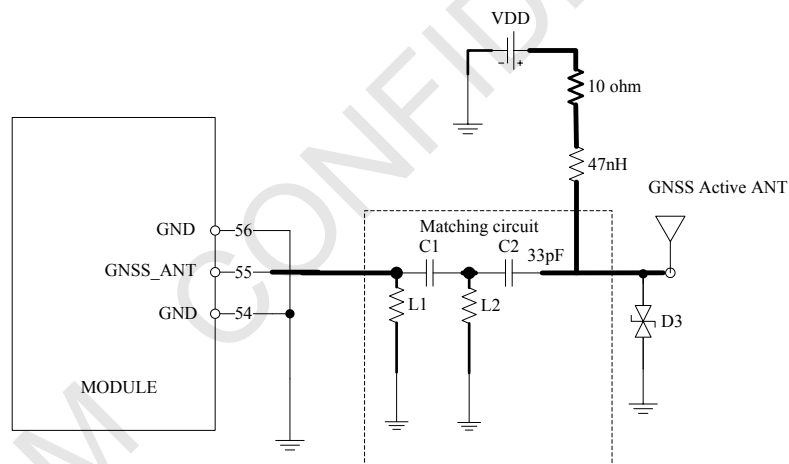 VDD
- +
10 ohm
47nH
GNSS Active ANT
Matching circuit
C1 C2 33pF
GND 56
GNSS_ANT 55
GND 54
L1 L2
D3
MODULE
CONFID